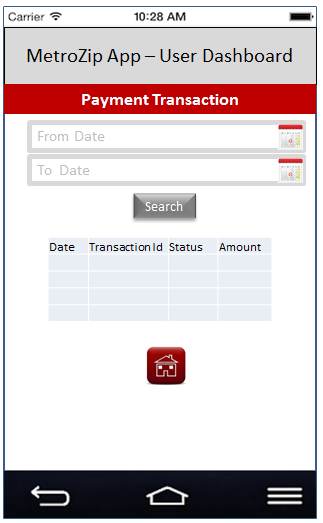 Carrier 10:28 AM
MetroZip App – User Dashboard
Payment Transaction
From Date
To Date
Search
Date Transaction Id Status Amount